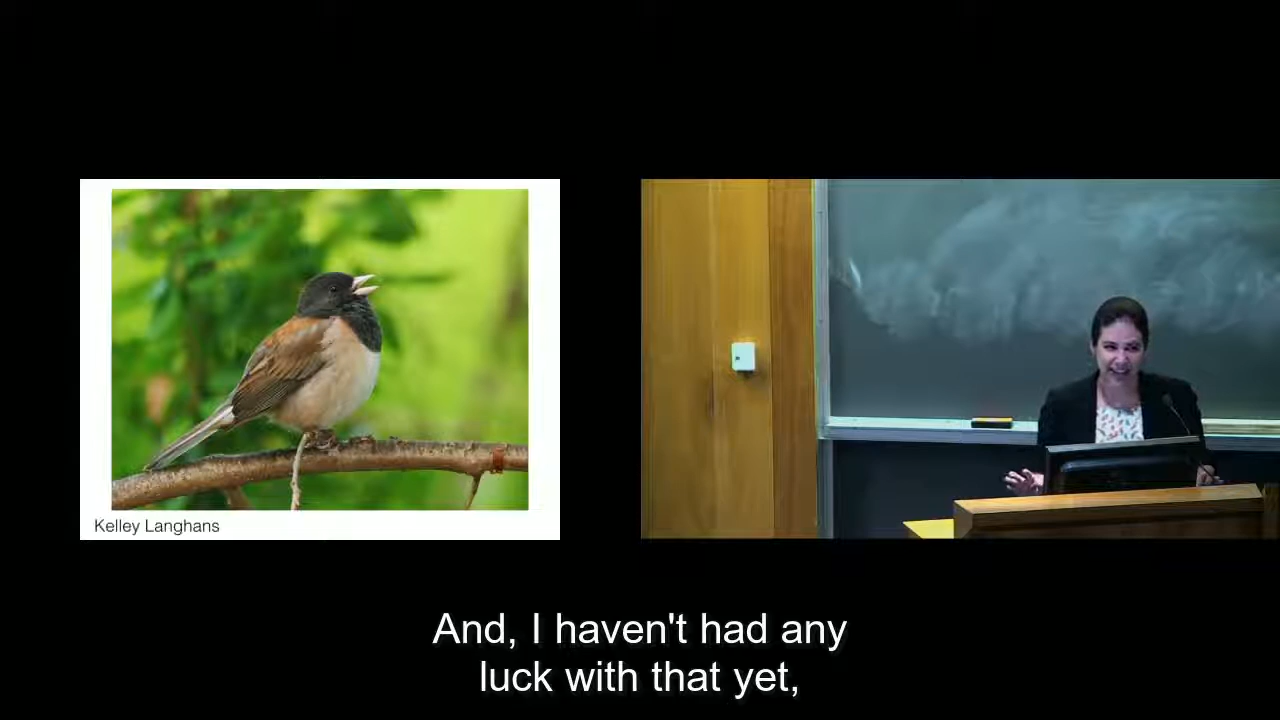 Kelley Langhans
And, I haven't had any
luck with that yet,